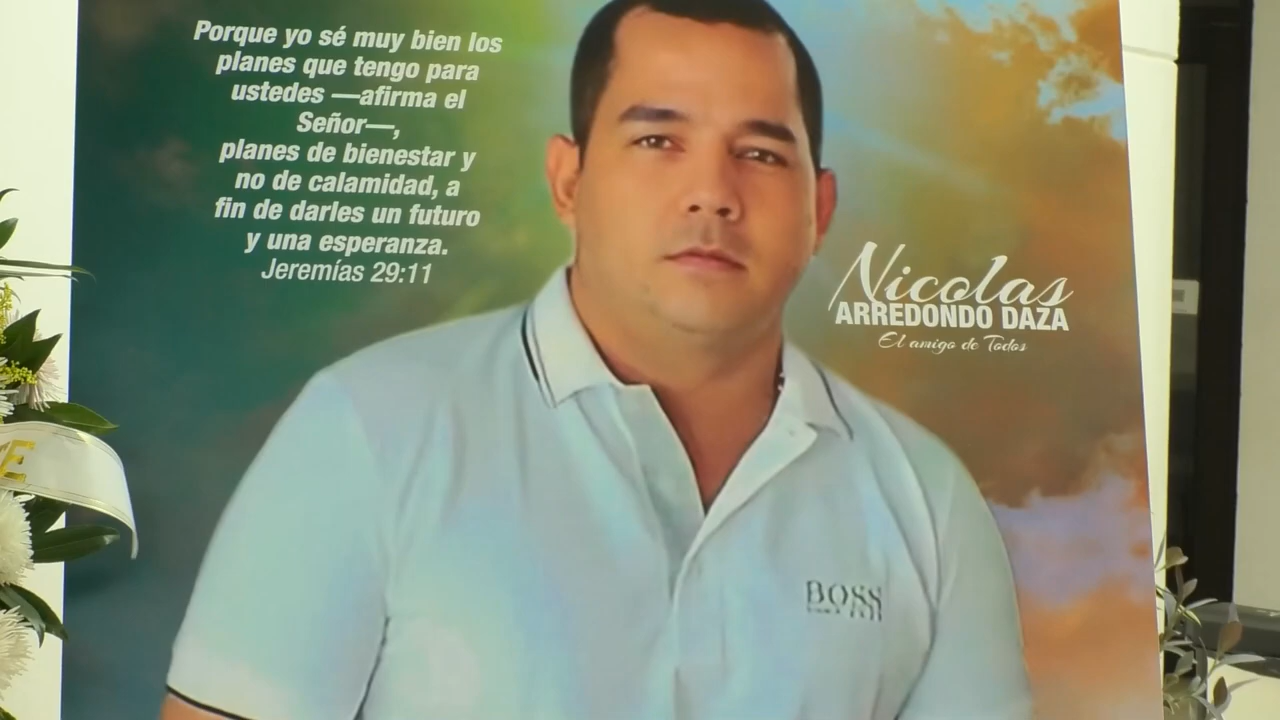 Porque yo sé muy bien los
planes que tengo para
ustedes —afirma el
Señor—,
planes de bienestar y
no de calamidad, a
fin de darles un futuro
y una esperanza.
Jeremías 29:11
Nicolas
ARREDONDO DAZA
El amigo de Todos
BOSS